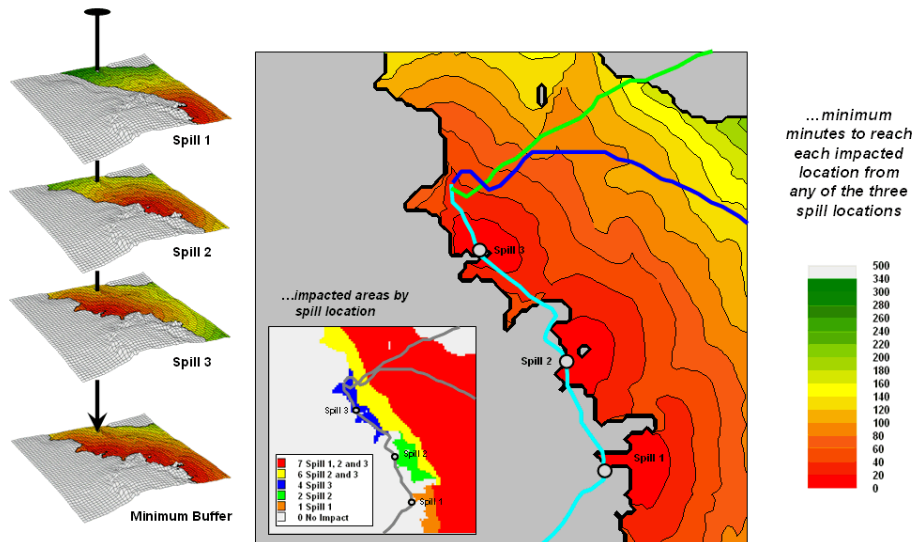 Spill 1
Spill 2
Spill 3
Minimum Buffer
Spill 3
Spill 2
Spill 1
...impacted areas by
spill location
Spill 3
Spill 2
Spill 1
7 Spill 1, 2 and 3
6 Spill 2 and 3
4 Spill 3
2 Spill 2
1 Spill 1
0 No Impact
...minimum
minutes to reach
each impacted
location from
any of the three
spill locations
500
340
320
300
280
260
240
220
200
180
160
140
120
100
80
60
40
20
0